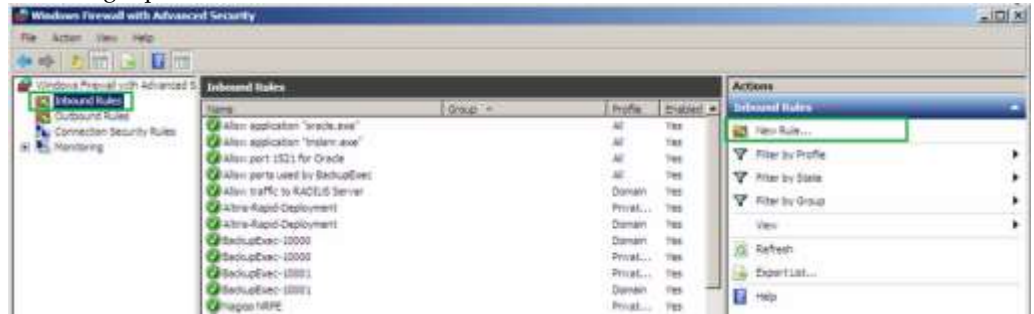 Windows Firewall with Advanced Security
File Action View Help
Windows Firewall with Advanced S
Inbound Rules
Outbound Rules
Connection Security Rules
Monitoring
Inbound Rules
Name Group Profile Enabled
Allow application "oracle.exe" All Yes
Allow application "tnslsnr.exe" All Yes
Allow port 1521 for Oracle All Yes
Allow ports used by BackupExec All Yes
Allow traffic to RADIUS Server Domain Yes
Altiris-Rapid-Deployment Privat... Yes
Altiris-Rapid-Deployment Domain Yes
BackupExec-10000 Domain Yes
BackupExec-10000 Privat... Yes
BackupExec-10001 Privat... Yes
BackupExec-10001 Domain Yes
Nagios NRPE Privat... Yes
Actions
Inbound Rules
New Rule...
Filter by Profile
Filter by State
Filter by Group
View
Refresh
Export List...
Help